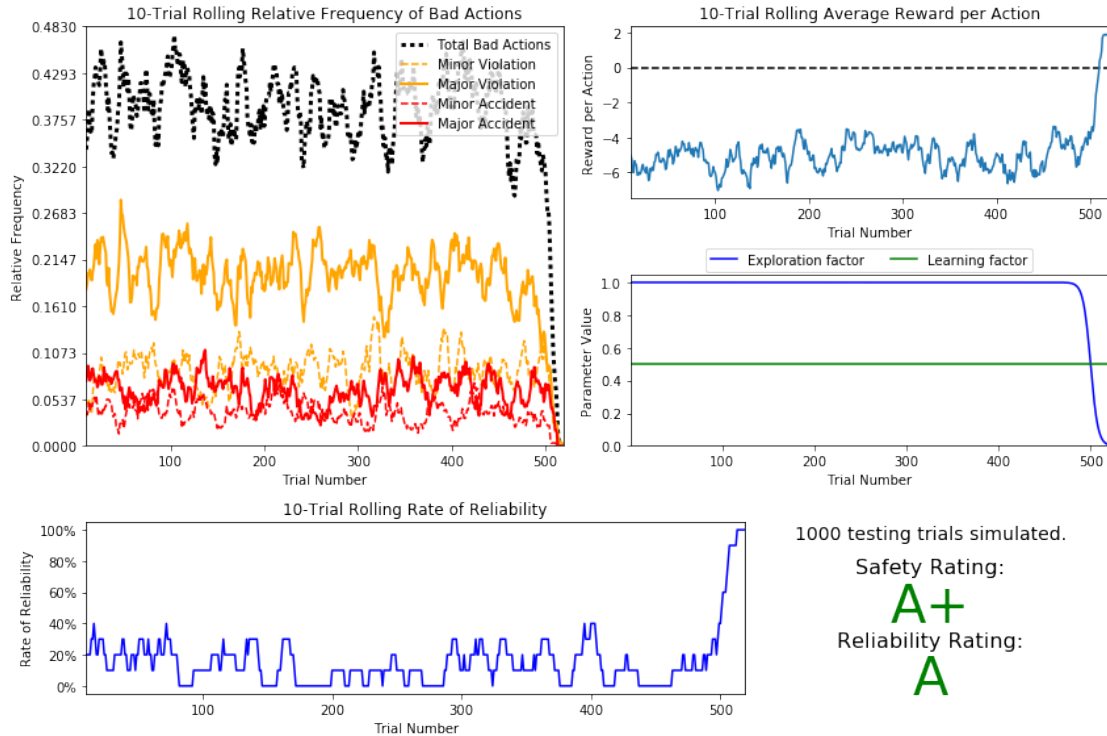 10-Trial Rolling Relative Frequency of Bad Actions
0.4830
0.4293
0.3757
0.3220
0.2683
0.2147
0.1610
0.1073
0.0537
0.0000
Relative Frequency
Total Bad Actions
Minor Violation
Major Violation
Minor Accident
Major Accident
100 200 300 400 500
Trial Number
10-Trial Rolling Average Reward per Action
2
0
−2
−4
−6
Reward per Action
100 200 300 400 500
Trial Number
Exploration factor Learning factor
1.0
0.8
0.6
0.4
0.2
0.0
Parameter Value
100 200 300 400 500
Trial Number
10-Trial Rolling Rate of Reliability
100%
80%
60%
40%
20%
0%
Rate of Reliability
100 200 300 400 500
Trial Number
1000 testing trials simulated.
Safety Rating:
A+
Reliability Rating:
A